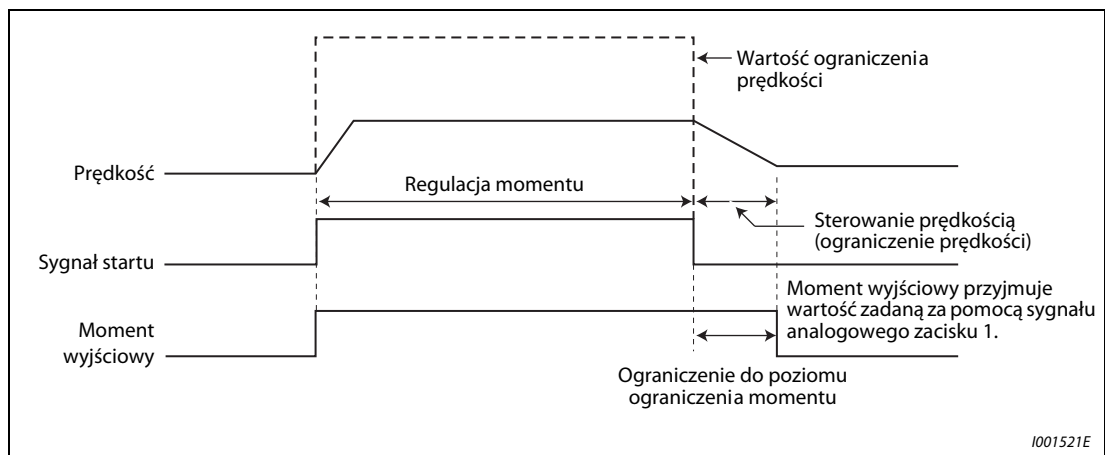 Wartość ograniczenia
prędkości
Prędkość
Regulacja momentu
Sterowanie prędkością
(ograniczenie prędkości)
Sygnał startu
Moment wyjściowy przyjmuje
wartość zadaną za pomocą sygnału
analogowego zacisku 1.
Moment
wyjściowy
Ograniczenie do poziomu
ograniczenia momentu
I001521E